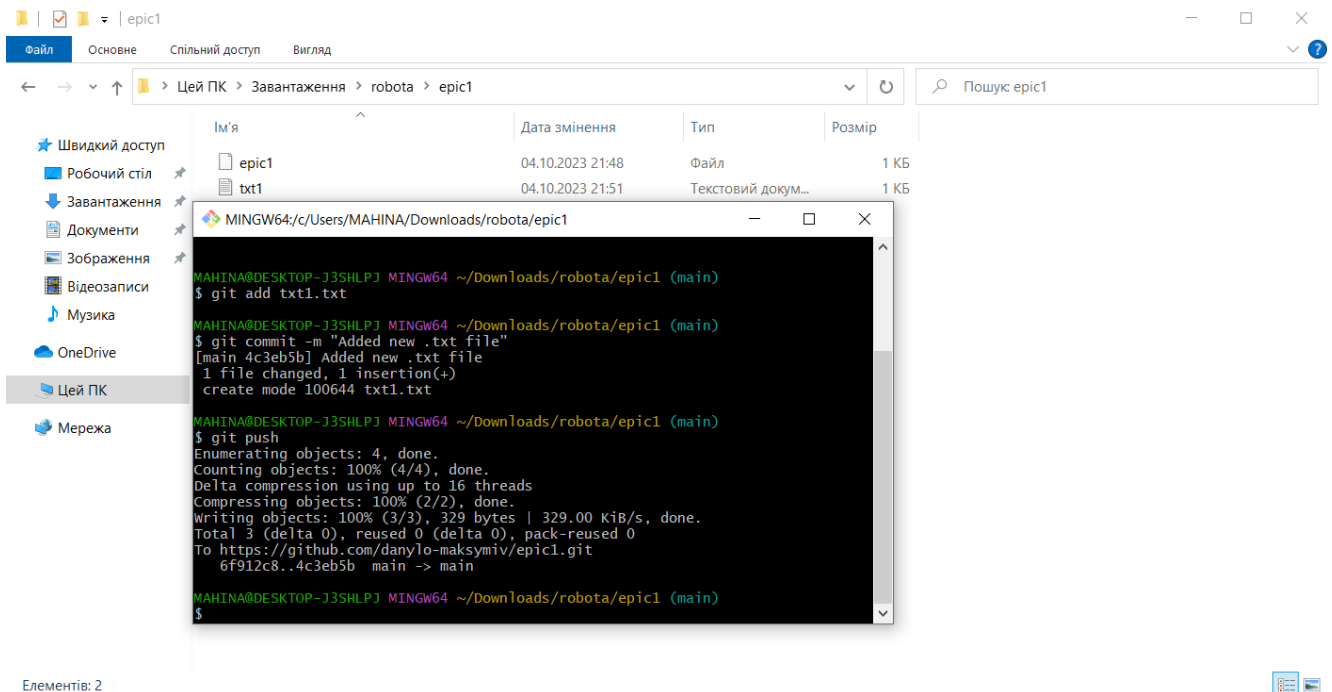 epic1
Файл Основне Спільний доступ Вигляд
Цей ПК Завантаження robota epic1
Пошук: epic1
Ім'я Дата змінення Тип Розмір
epic1 04.10.2023 21:48 Файл 1 КБ
txt1 04.10.2023 21:51 Текстовий докум... 1 КБ
Швидкий доступ
Робочий стіл
Завантаження
Документи
Зображення
Відеозаписи
Музика
OneDrive
Цей ПК
Мережа
MINGW64:/c/Users/MAHINA/Downloads/robota/epic1
MAHINA@DESKTOP-J3SHLPJ MINGW64 ~/Downloads/robota/epic1 (main)
$ git add txt1.txt
MAHINA@DESKTOP-J3SHLPJ MINGW64 ~/Downloads/robota/epic1 (main)
$ git commit -m "Added new .txt file"
[main 4c3eb5b] Added new .txt file
1 file changed, 1 insertion(+)
create mode 100644 txt1.txt
MAHINA@DESKTOP-J3SHLPJ MINGW64 ~/Downloads/robota/epic1 (main)
$ git push
Enumerating objects: 4, done.
Counting objects: 100% (4/4), done.
Delta compression using up to 16 threads
Compressing objects: 100% (2/2), done.
Writing objects: 100% (3/3), 329 bytes | 329.00 KiB/s, done.
Total 3 (delta 0), reused 0 (delta 0), pack-reused 0
To https://github.com/danylo-maksymiv/epic1.git
6f912c8..4c3eb5b main -> main
MAHINA@DESKTOP-J3SHLPJ MINGW64 ~/Downloads/robota/epic1 (main)
$
Елементів: 2